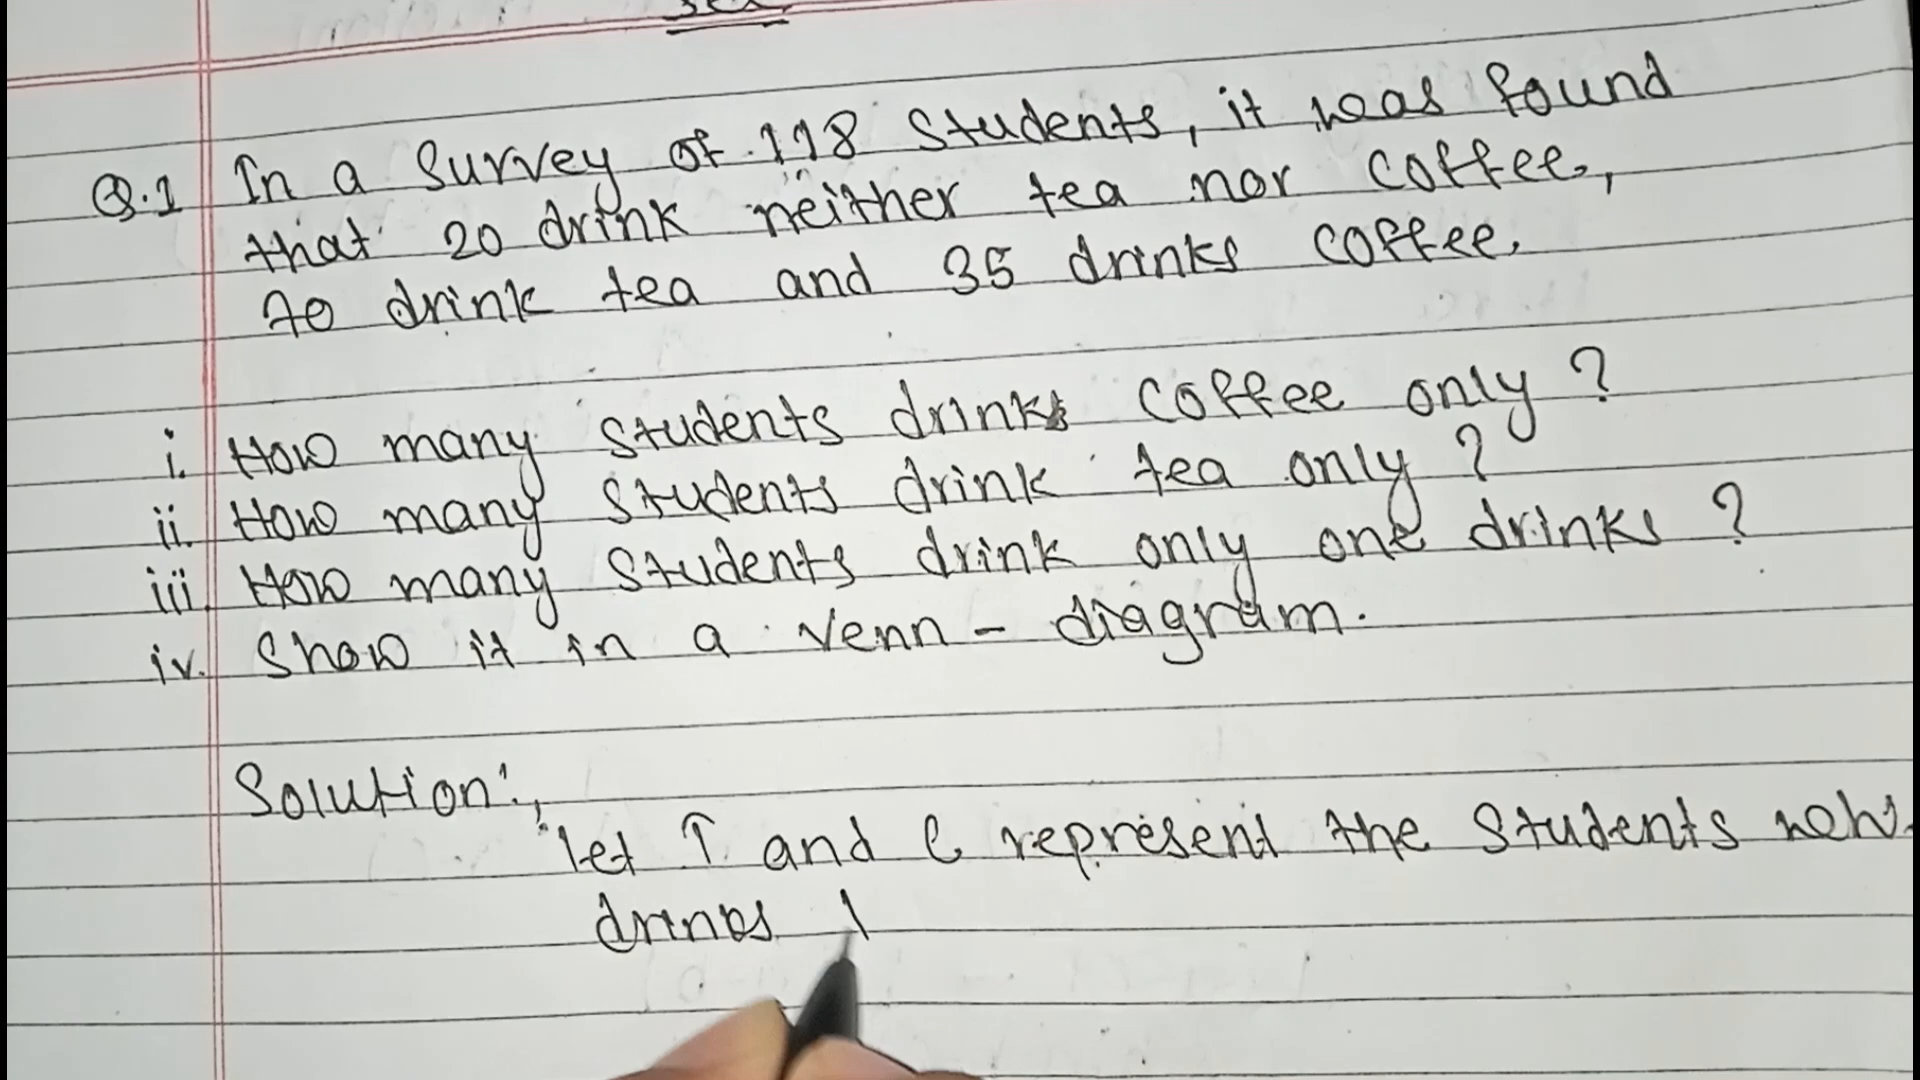 Q.1 In a survey of 118 students, it was found
that 20 drink neither tea nor coffee,
70 drink tea and 35 drinks coffee.
i. How many students drinks coffee only?
ii. How many students drink tea only?
iii. How many students drink only one drinks?
iv. Show it in a venn-diagram.
Solution:,
let T and C represent the students
drinks